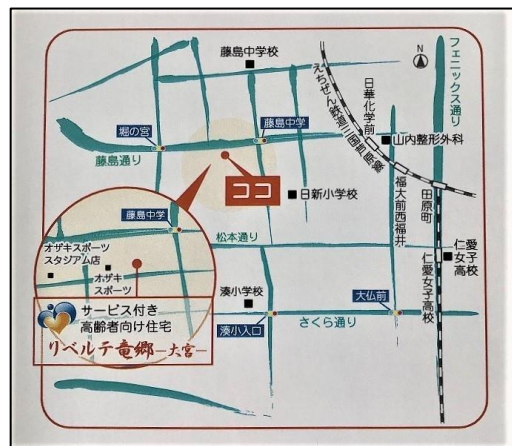 藤島中学校
N
フェニックス通り
えちぜん鉄道三国芦原線
日華化学前
堀の宮
藤島中学
山内整形外科
藤島通り
ココ
日新小学校
福大前西福井
田原町
藤島中学
松本通り
オザキスポーツ
スタジアム店
オザキ
スポーツ
仁愛
女子高校
仁愛女子高校
湊小学校
大仏前
サービス付き
高齢者向け住宅
リベルテ竜郷―大宮―
湊小入口
さくら通り